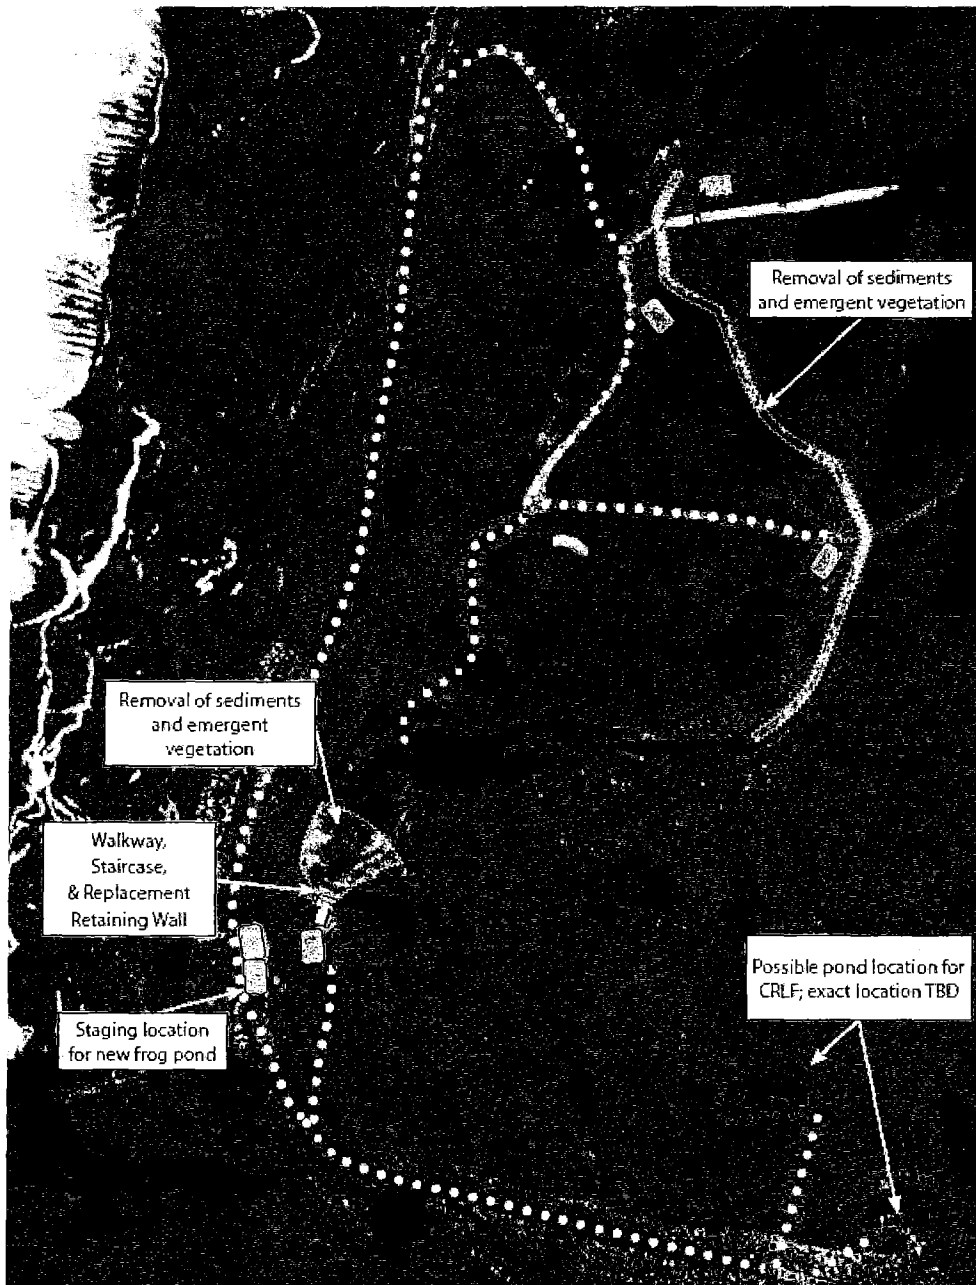 Removal of sediments
and emergent vegetation
Removal of sediments
and emergent
vegetation
Walkway,
Staircase,
& Replacement
Retaining Wall
Staging location
for new frog pond
Possible pond location for
CRLF; exact location TBD